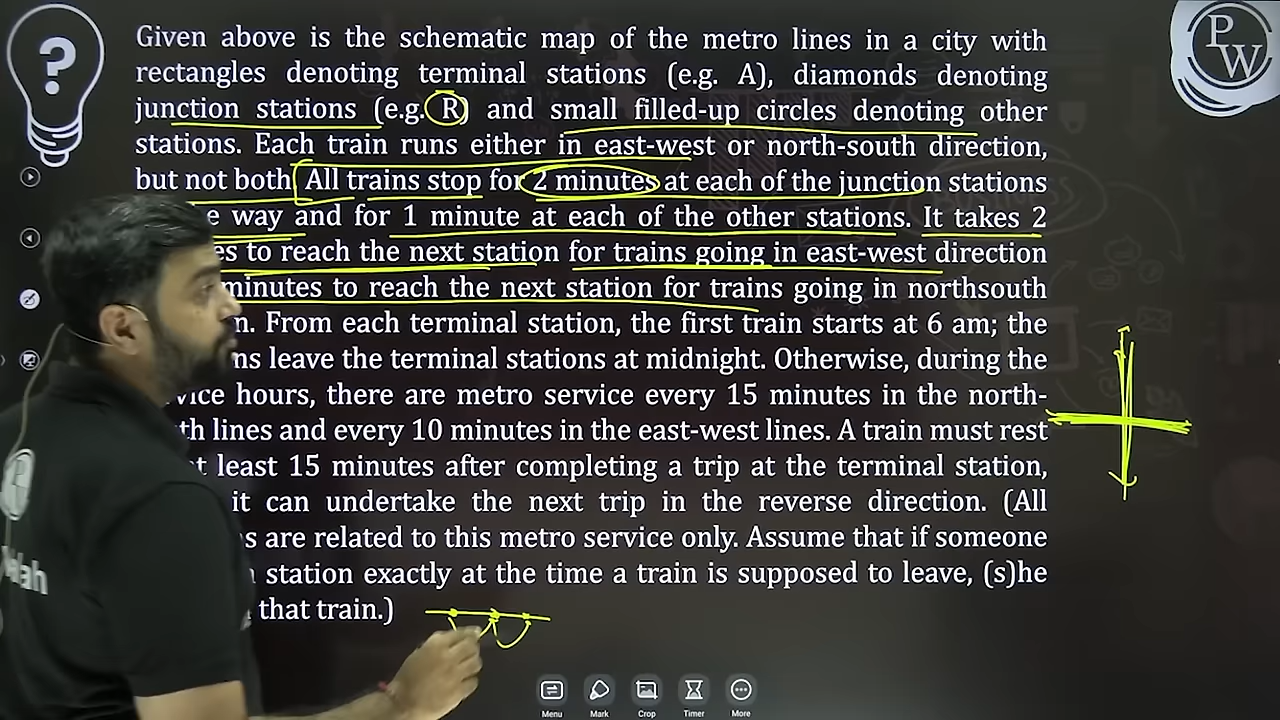 Given above is the schematic map of the metro lines in a city with
rectangles denoting terminal stations (e.g. A), diamonds denoting
junction stations (e.g. R) and small filled-up circles denoting other
stations. Each train runs either in east-west or north-south direction,
but not both. All trains stop for 2 minutes at each of the junction stations
e way and for 1 minute at each of the other stations. It takes 2
es to reach the next station for trains going in east-west direction
minutes to reach the next station for trains going in northsouth
n. From each terminal station, the first train starts at 6 am; the
ns leave the terminal stations at midnight. Otherwise, during the
vice hours, there are metro service every 15 minutes in the north-
th lines and every 10 minutes in the east-west lines. A train must rest
t least 15 minutes after completing a trip at the terminal station,
it can undertake the next trip in the reverse direction. (All
s are related to this metro service only. Assume that if someone
station exactly at the time a train is supposed to leave, (s)he
that train.)
P
W
Menu Mark Crop Timer More